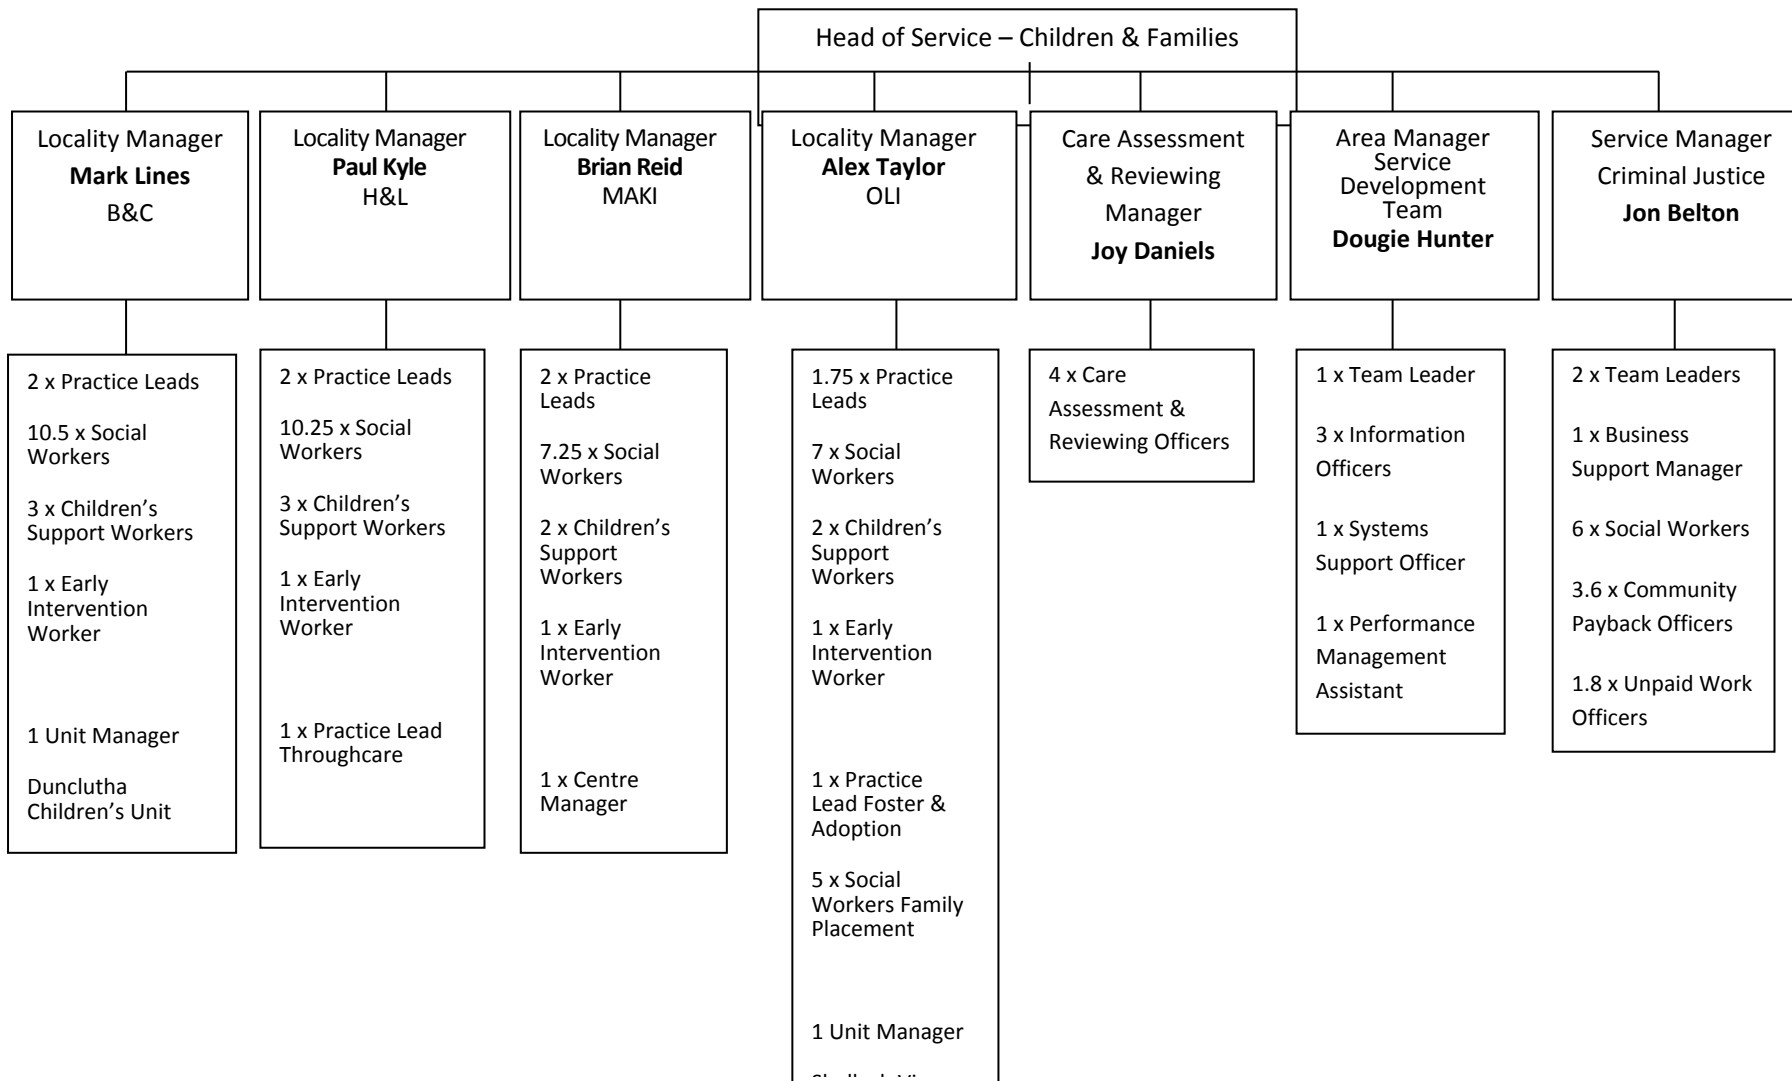 Head of Service – Children & Families
Locality Manager
Mark Lines
B&C
Locality Manager
Paul Kyle
H&L
Locality Manager
Brian Reid
MAKI
Locality Manager
Alex Taylor
OLI
Care Assessment
& Reviewing
Manager
Joy Daniels
Area Manager
Service
Development
Team
Dougie Hunter
Service Manager
Criminal Justice
Jon Belton
2 x Practice Leads
10.5 x Social
Workers
3 x Children’s
Support Workers
1 x Early
Intervention
Worker
1 Unit Manager
Dunclutha
Children’s Unit
2 x Practice Leads
10.25 x Social
Workers
3 x Children’s
Support Workers
1 x Early
Intervention
Worker
1 x Practice Lead
Throughcare
2 x Practice
Leads
7.25 x Social
Workers
2 x Children’s
Support
Workers
1 x Early
Intervention
Worker
1 x Centre
Manager
1.75 x Practice
Leads
7 x Social
Workers
2 x Children’s
Support
Workers
1 x Early
Intervention
Worker
1 x Practice
Lead Foster &
Adoption
5 x Social
Workers Family
Placement
1 Unit Manager
4 x Care
Assessment &
Reviewing Officers
1 x Team Leader
3 x Information
Officers
1 x Systems
Support Officer
1 x Performance
Management
Assistant
2 x Team Leaders
1 x Business
Support Manager
6 x Social Workers
3.6 x Community
Payback Officers
1.8 x Unpaid Work
Officers